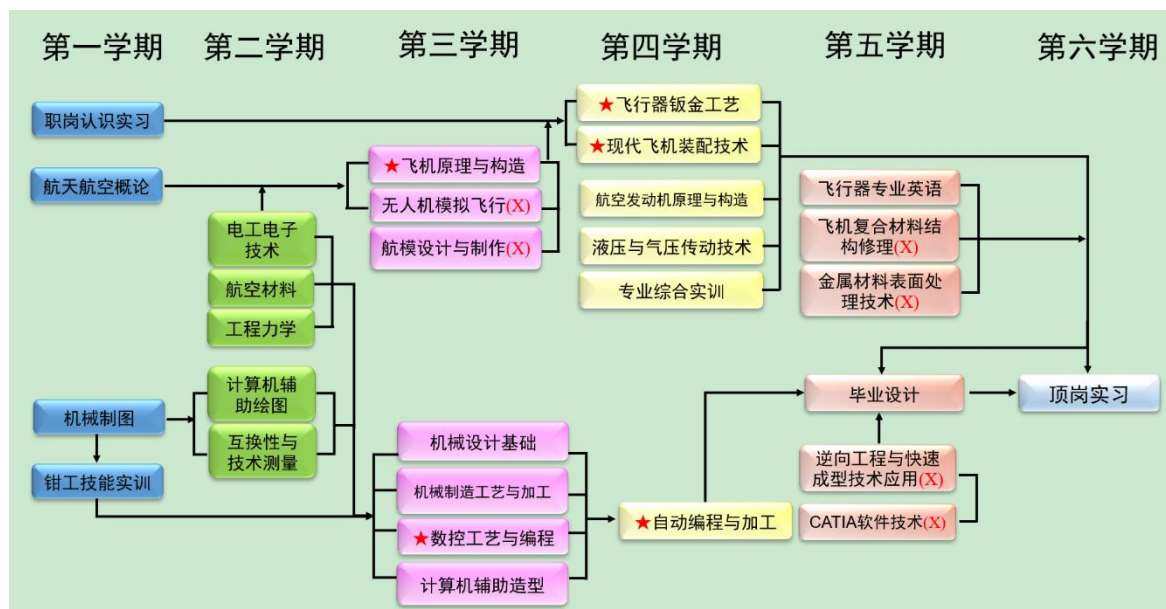 第一学期
第二学期
第三学期
第四学期
第五学期
第六学期
职岗认识实习
航天航空概论
机械制图
钳工技能实训
电工电子
技术
航空材料
工程力学
计算机辅
助绘图
互换性与
技术测量
★飞机原理与构造
无人机模拟飞行(X)
航模设计与制作(X)
机械设计基础
机械制造工艺与加工
★数控工艺与编程
计算机辅助造型
★飞行器钣金工艺
★现代飞机装配技术
航空发动机原理与构造
液压与气压传动技术
专业综合实训
★自动编程与加工
飞行器专业英语
飞机复合材料结
构修理(X)
金属材料表面处
理技术(X)
毕业设计
逆向工程与快速
成型技术应用(X)
CATIA软件技术(X)
顶岗实习